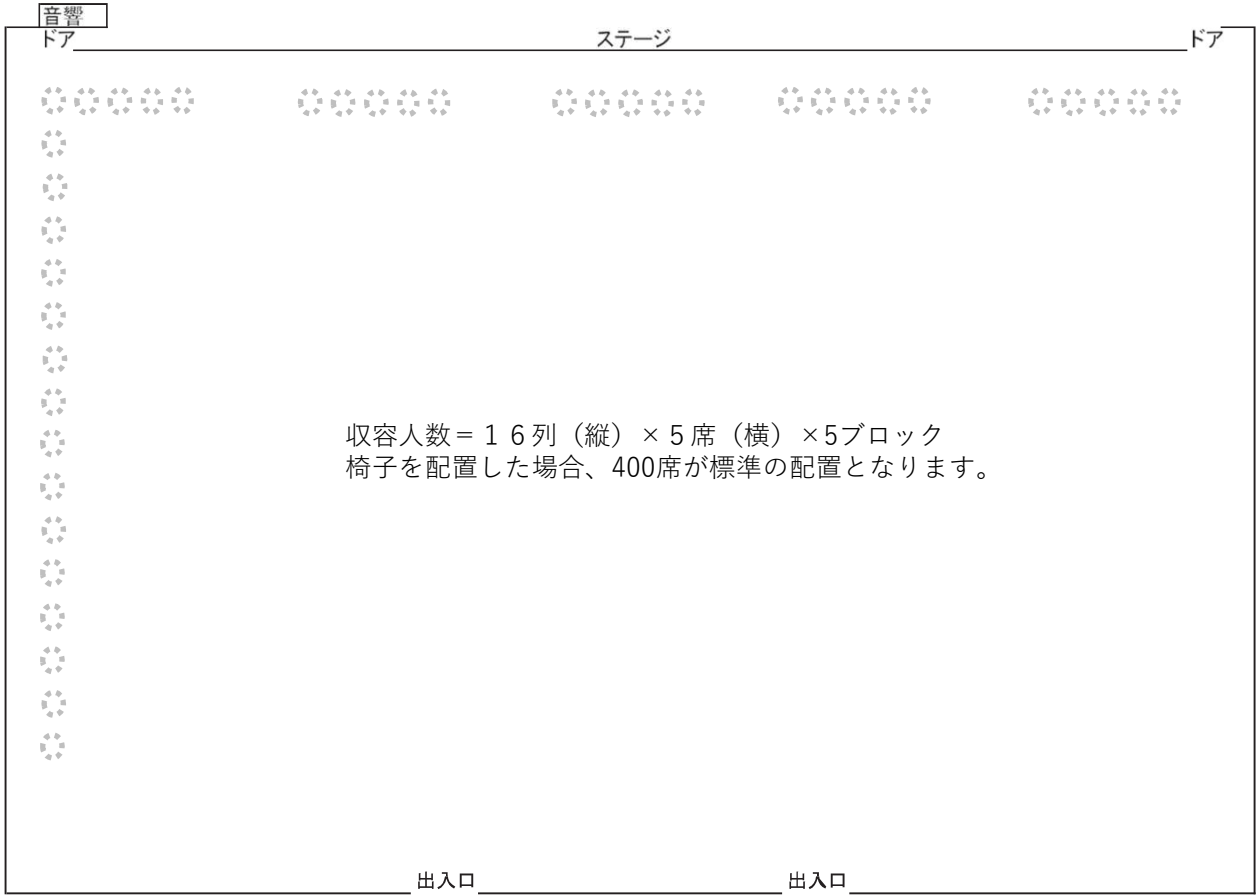 音響
ドア
ステージ
ドア
収容人数=16列(縦)×5席(横)×5ブロック
椅子を配置した場合、400席が標準の配置となります。
出入口
出入口